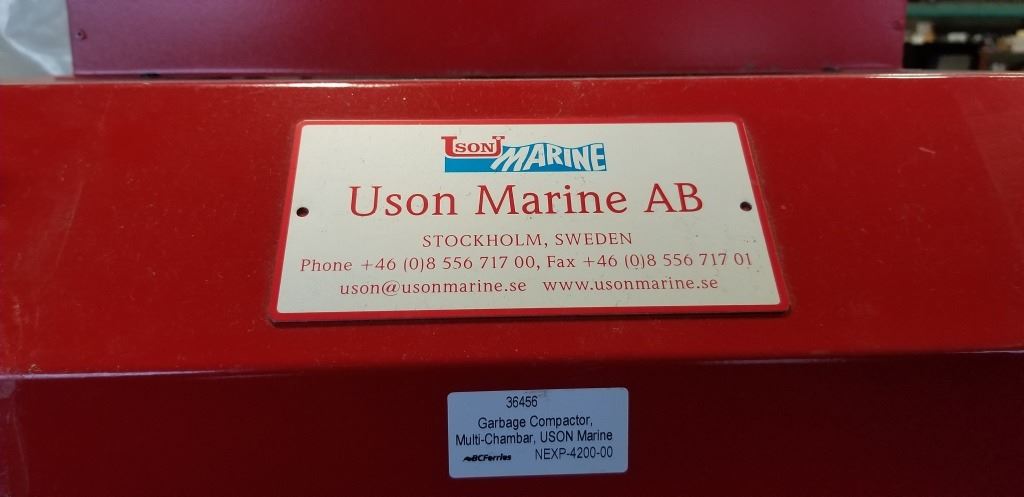 USON MARINE
Uson Marine AB
STOCKHOLM, SWEDEN
Phone +46 (0)8 556 717 00, Fax +46 (0)8 556 717 01
uson@usonmarine.se www.usonmarine.se
36456
Garbage Compactor,
Multi-Chambar, USON Marine
BCFerries NEXP-4200-00